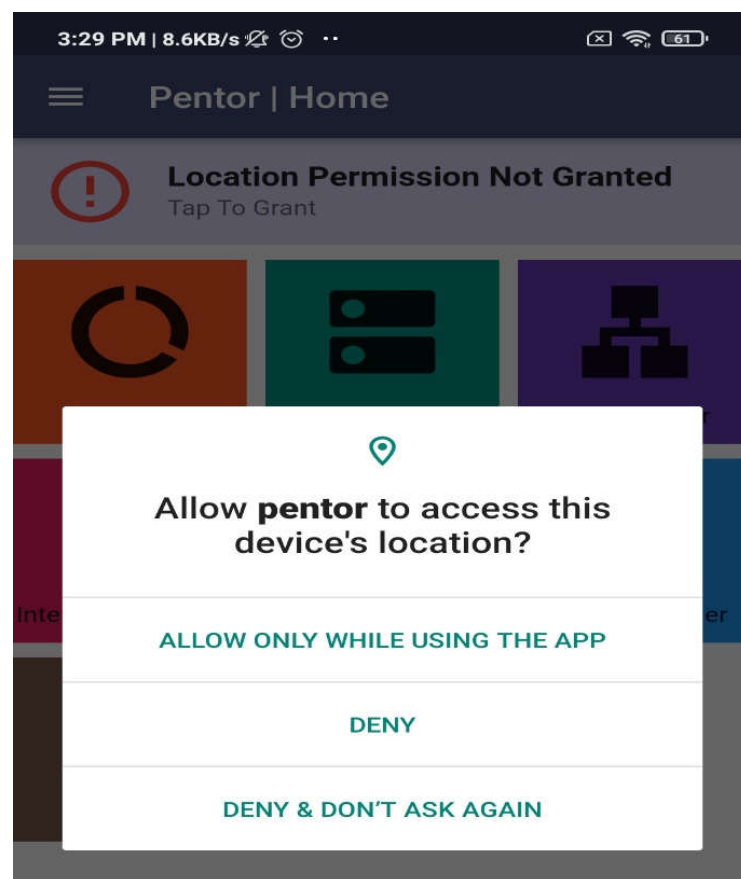 3:29 PM | 8.6KB/s
61
Pentor | Home
Location Permission Not Granted
Tap To Grant
Allow pentor to access this
device's location?
ALLOW ONLY WHILE USING THE APP
DENY
DENY & DON'T ASK AGAIN